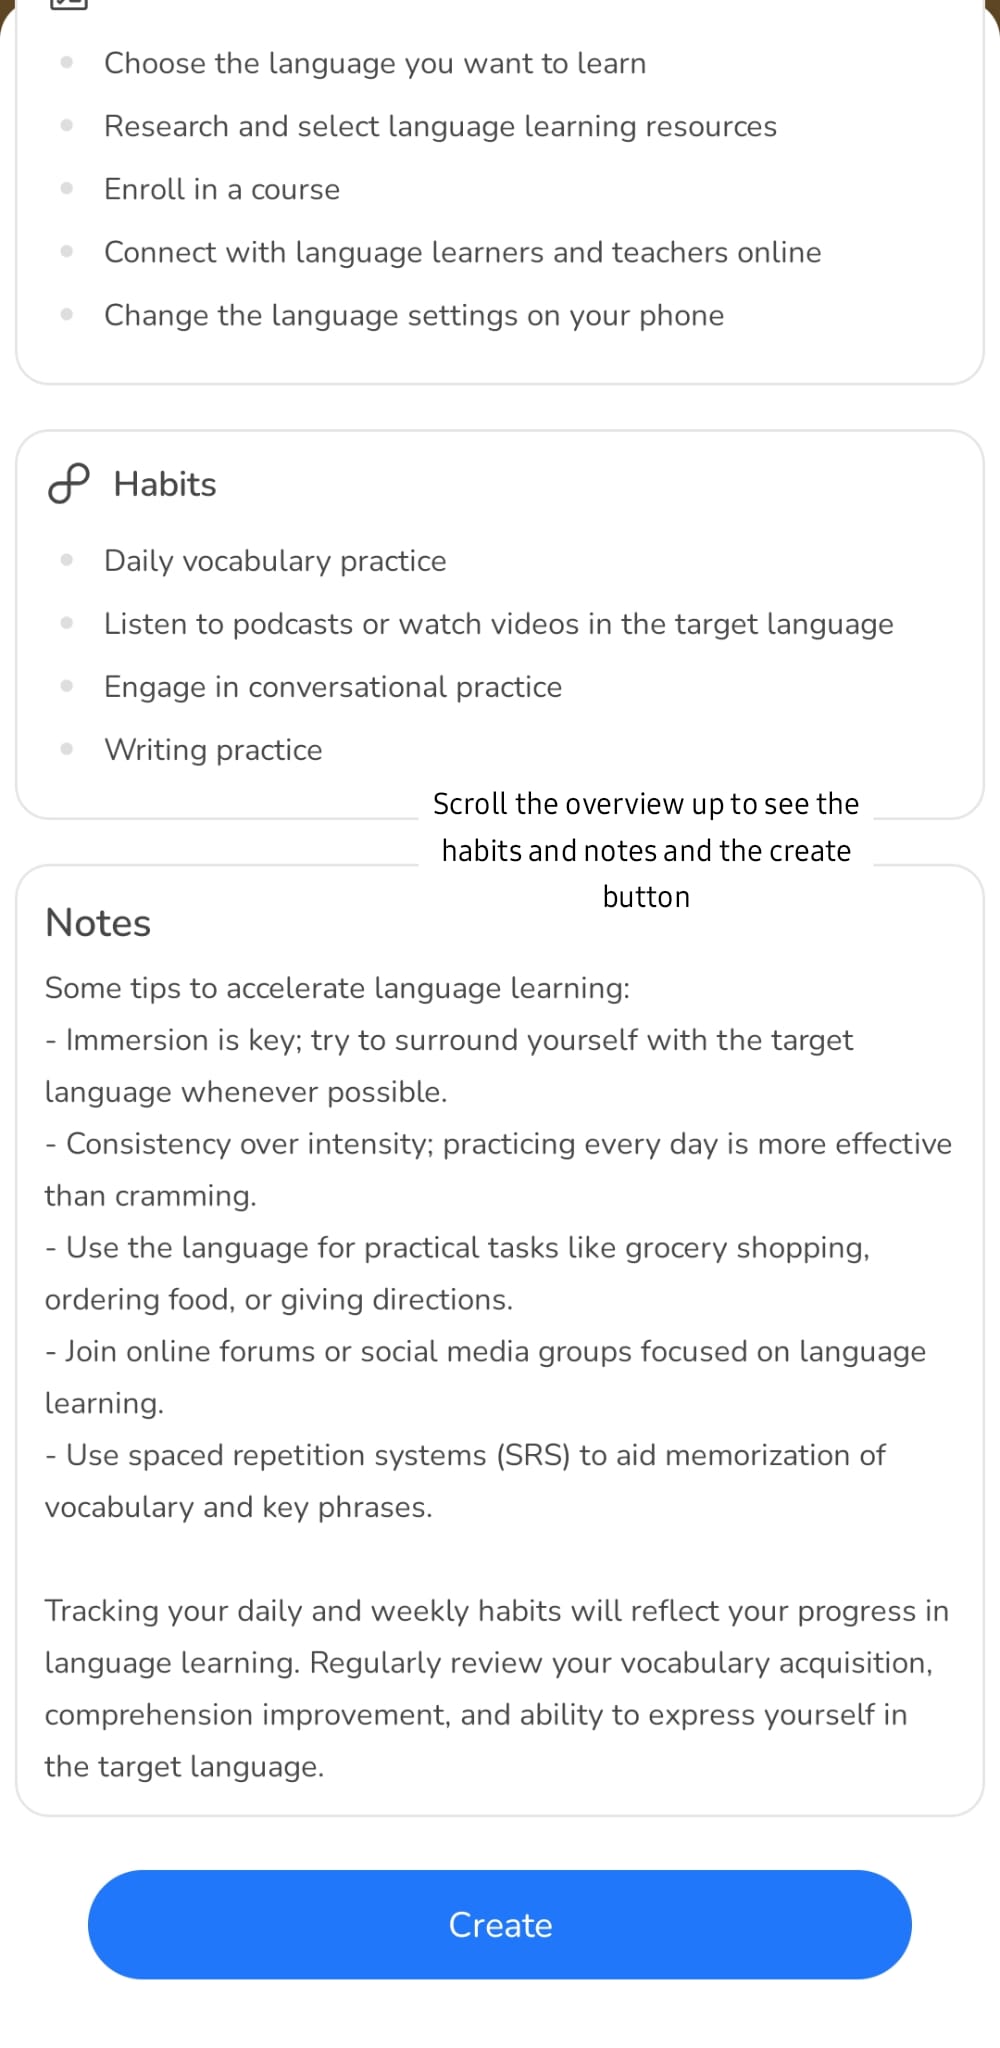 Choose the language you want to learn
Research and select language learning resources
Enroll in a course
Connect with language learners and teachers online
Change the language settings on your phone
Habits
Daily vocabulary practice
Listen to podcasts or watch videos in the target language
Engage in conversational practice
Writing practice
Scroll the overview up to see the
habits and notes and the create
button
Notes
Some tips to accelerate language learning:
- Immersion is key; try to surround yourself with the target
language whenever possible.
- Consistency over intensity; practicing every day is more effective
than cramming.
- Use the language for practical tasks like grocery shopping,
ordering food, or giving directions.
- Join online forums or social media groups focused on language
learning.
- Use spaced repetition systems (SRS) to aid memorization of
vocabulary and key phrases.
Tracking your daily and weekly habits will reflect your progress in
language learning. Regularly review your vocabulary acquisition,
comprehension improvement, and ability to express yourself in
the target language.
Create